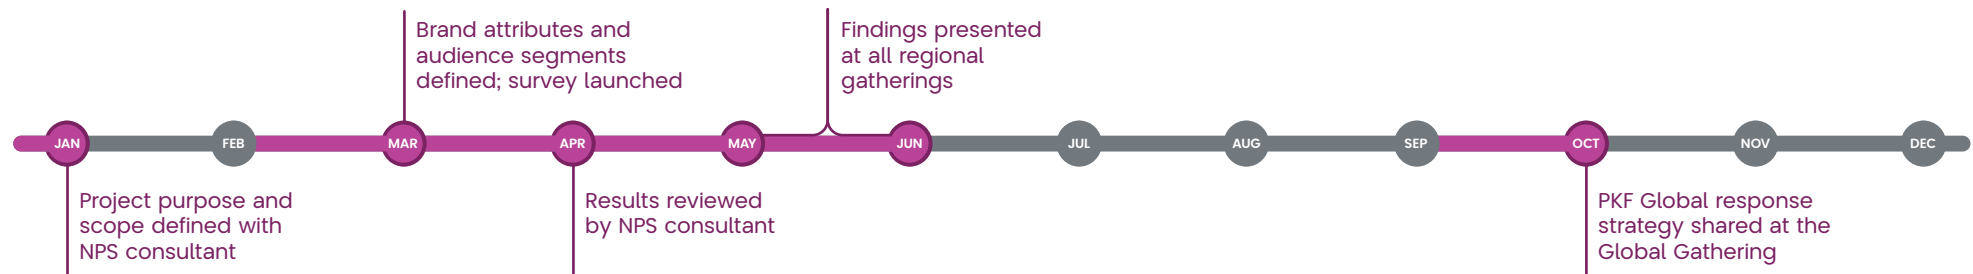 Brand attributes and
audience segments
defined; survey launched
Findings presented
at all regional
gatherings
JAN
FEB
MAR
APR
MAY
JUN
JUL
AUG
SEP
OCT
NOV
DEC
Project purpose and
scope defined with
NPS consultant
Results reviewed
by NPS consultant
PKF Global response
strategy shared at the
Global Gathering